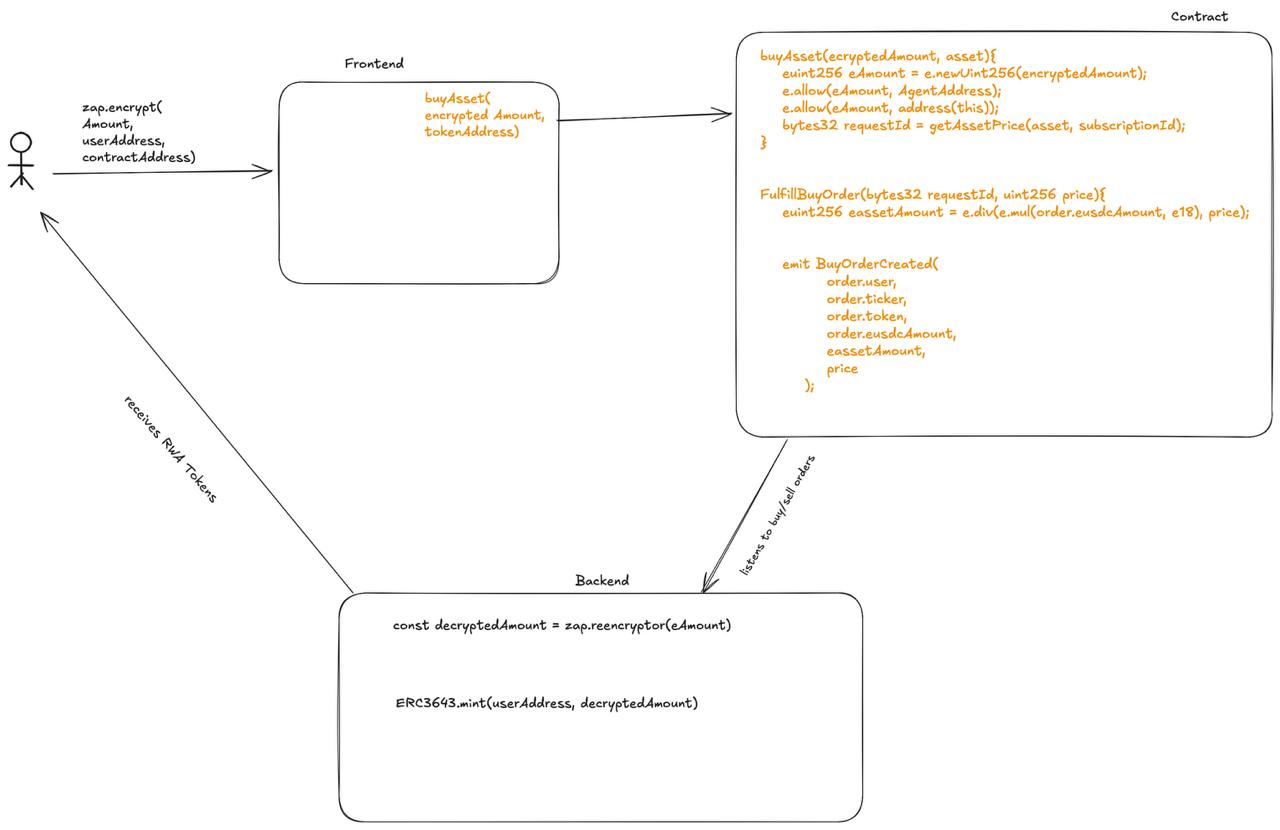 Contract
Frontend
zap.encrypt(
Amount,
userAddress,
contractAddress)
buyAsset(
encrypted Amount,
tokenAddress)
buyAsset(ecryptedAmount, asset){
euint256 eAmount = e.newUint256(encryptedAmount);
e.allow(eAmount, AgentAddress);
e.allow(eAmount, address(this));
bytes32 requestId = getAssetPrice(asset, subscriptionId);
}
FulfillBuyOrder(bytes32 requestId, uint256 price){
euint256 eassetAmount = e.div(e.mul(order.eusdcAmount, e18), price);
emit BuyOrderCreated(
order.user,
order.ticker,
order.token,
order.eusdcAmount,
eassetAmount,
price
);
receives RWA Tokens
listens to buy/sell orders
Backend
const decryptedAmount = zap.reencryptor(eAmount)
ERC3643.mint(userAddress, decryptedAmount)